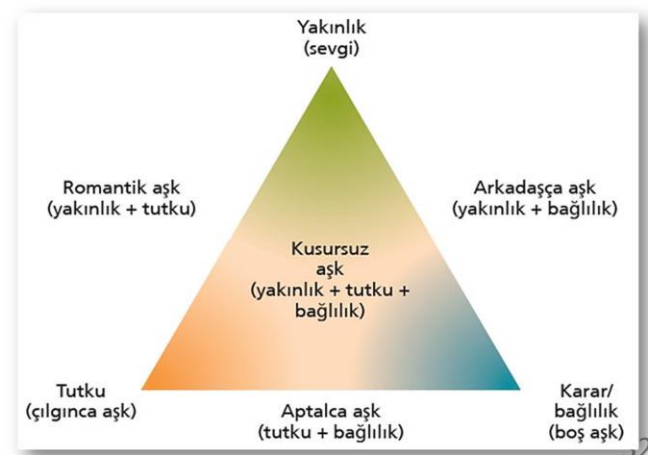 Yakınlık
(sevgi)
Romantik aşk
(yakınlık + tutku)
Arkadaşça aşk
(yakınlık + bağlılık)
Kusursuz
aşk
(yakınlık + tutku +
bağlılık)
Tutku
(çılgınca aşk)
Aptalca aşk
(tutku + bağlılık)
Karar/
bağlılık
(boş aşk)
52